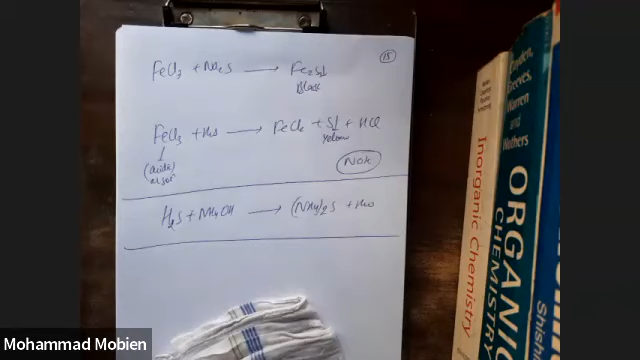 15
FeCl3 + Na2S ⟶ Fe2S3↓
Black
FeCl3 + H2S ⟶ FeCl2 + S↓ + HCl
yellow
(acidic)
NOK
H2S + NH4OH ⟶ (NH4)2S + H2O
Inorganic Chemistry
Clayden, Greeves, Warren and Wothers
ORGANIC CHEMISTRY
Mohammad Mobien